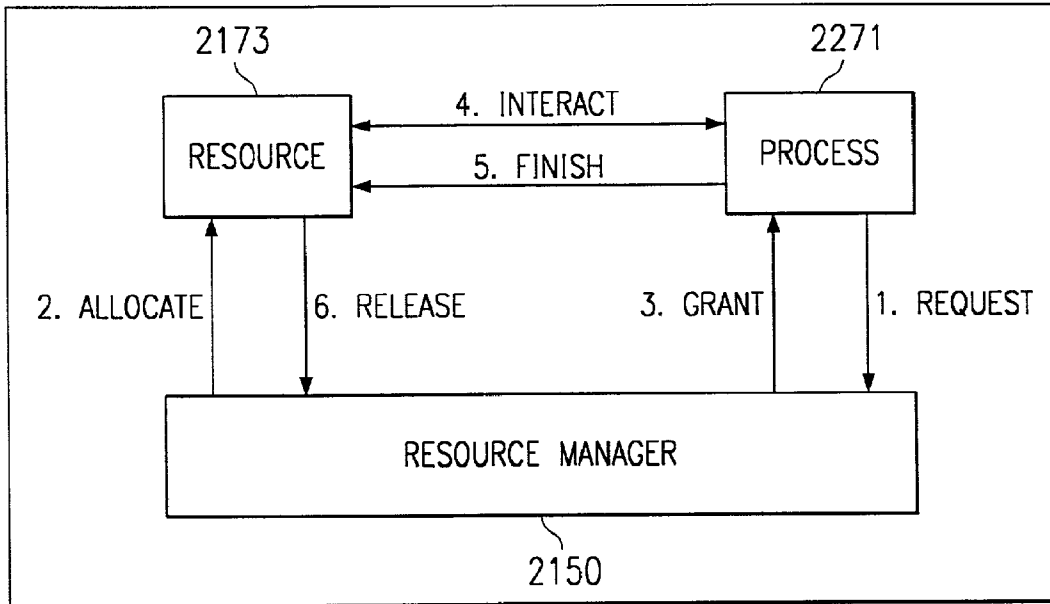 2173
2271
4. INTERACT
RESOURCE
PROCESS
5. FINISH
2. ALLOCATE
6. RELEASE
3. GRANT
1. REQUEST
RESOURCE MANAGER
2150